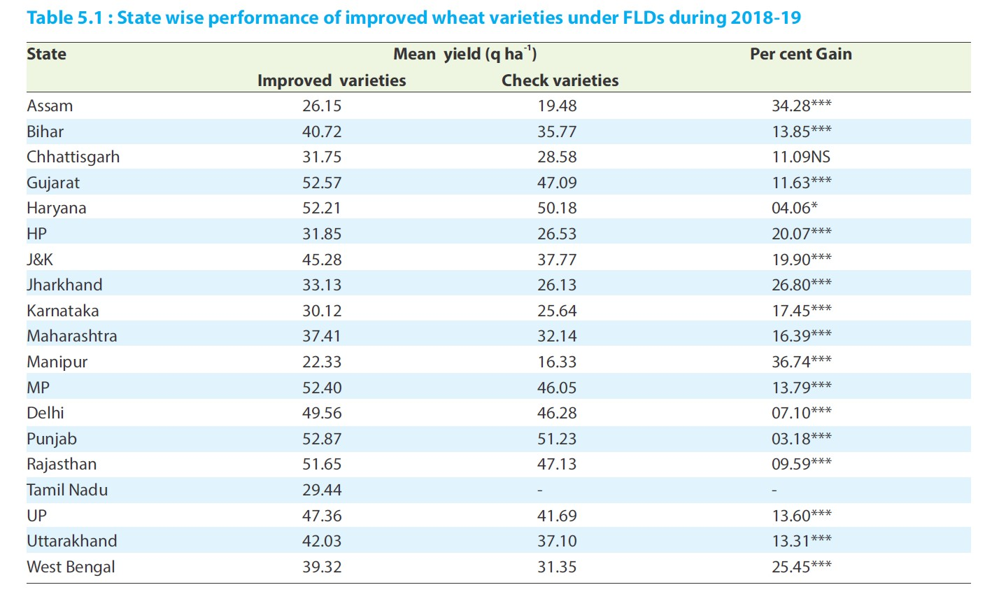 Table 5.1 : State wise performance of improved wheat varieties under FLDs during 2018-19
State Mean yield (q ha-1) Per cent Gain
Improved varieties Check varieties
Assam 26.15 19.48 34.28***
Bihar 40.72 35.77 13.85***
Chhattisgarh 31.75 28.58 11.09NS
Gujarat 52.57 47.09 11.63***
Haryana 52.21 50.18 04.06*
HP 31.85 26.53 20.07***
J&K 45.28 37.77 19.90***
Jharkhand 33.13 26.13 26.80***
Karnataka 30.12 25.64 17.45***
Maharashtra 37.41 32.14 16.39***
Manipur 22.33 16.33 36.74***
MP 52.40 46.05 13.79***
Delhi 49.56 46.28 07.10***
Punjab 52.87 51.23 03.18***
Rajasthan 51.65 47.13 09.59***
Tamil Nadu 29.44 - -
UP 47.36 41.69 13.60***
Uttarakhand 42.03 37.10 13.31***
West Bengal 39.32 31.35 25.45***